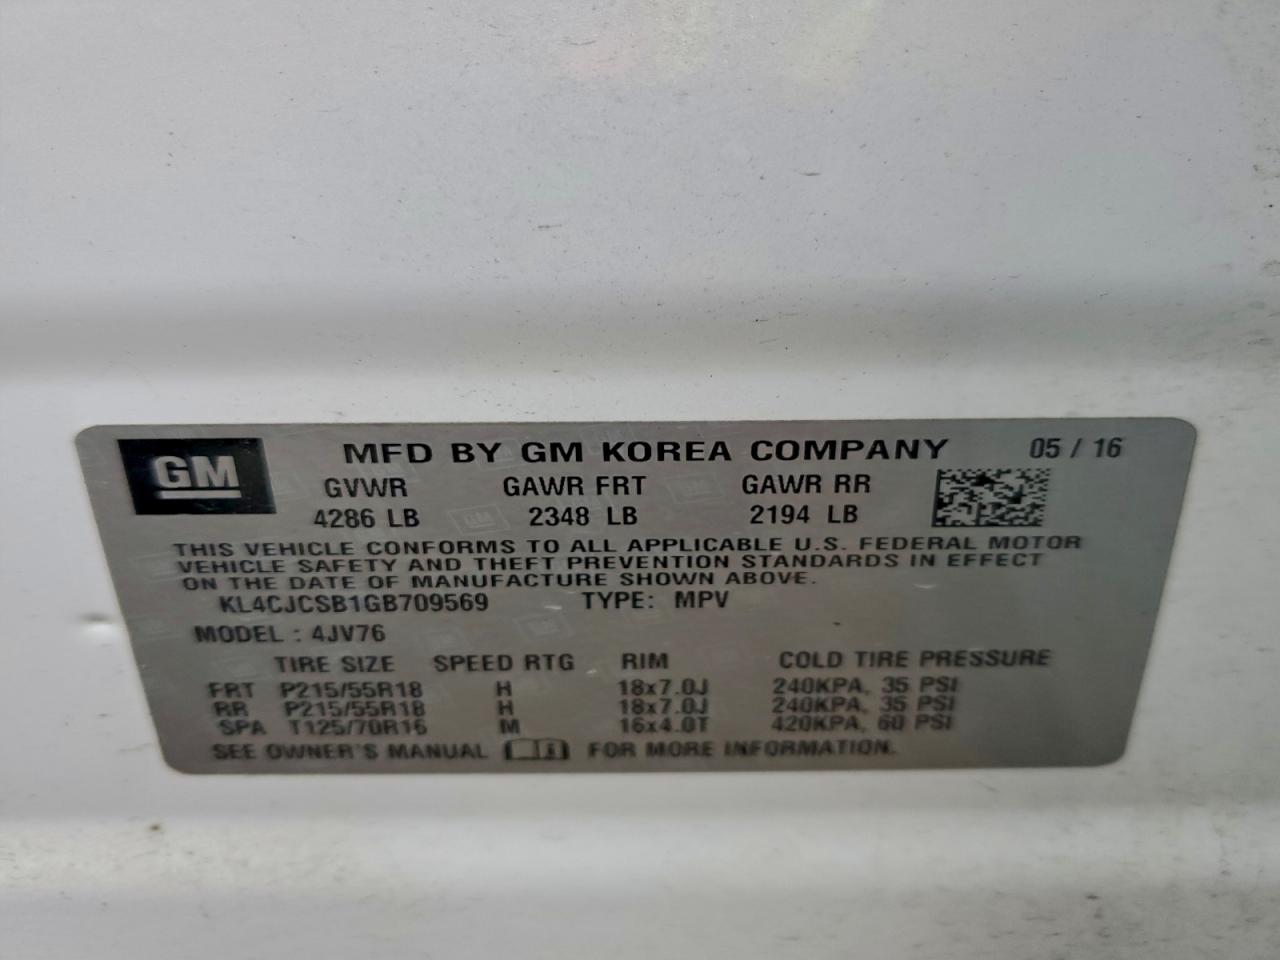 GM
MFD BY GM KOREA COMPANY 05 / 16
GVWR GAWR FRT GAWR RR
4286 LB 2348 LB 2194 LB
THIS VEHICLE CONFORMS TO ALL APPLICABLE U.S. FEDERAL MOTOR
VEHICLE SAFETY AND THEFT PREVENTION STANDARDS IN EFFECT
ON THE DATE OF MANUFACTURE SHOWN ABOVE.
KL4CJCSB1GB709569 TYPE: MPV
MODEL : 4JV76
TIRE SIZE SPEED RTG RIM COLD TIRE PRESSURE
FRT P215/55R18 H 18x7.0J 240KPA, 35 PSI
RR P215/55R18 H 18x7.0J 240KPA, 35 PSI
SPA T125/70R16 M 16x4.0T 420KPA, 60 PSI
SEE OWNER'S MANUAL FOR MORE INFORMATION.